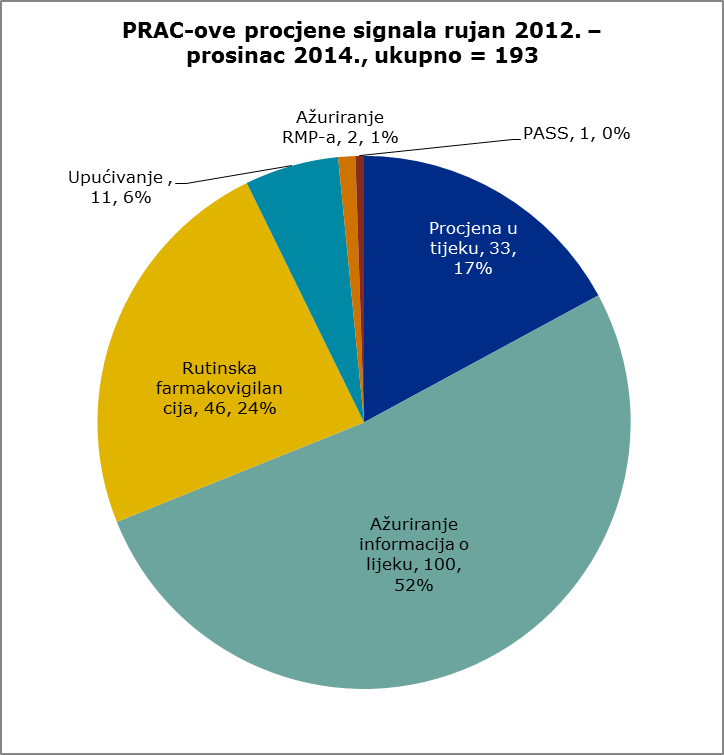 PRAC-ove procjene signala rujan 2012. –
prosinac 2014., ukupno = 193
Ažuriranje
RMP-a, 2, 1%
PASS, 1, 0%
Upućivanje ,
11, 6%
Procjena u
tijeku, 33,
17%
Rutinska
farmakovigilan
cija, 46, 24%
Ažuriranje
informacija o
lijeku, 100,
52%